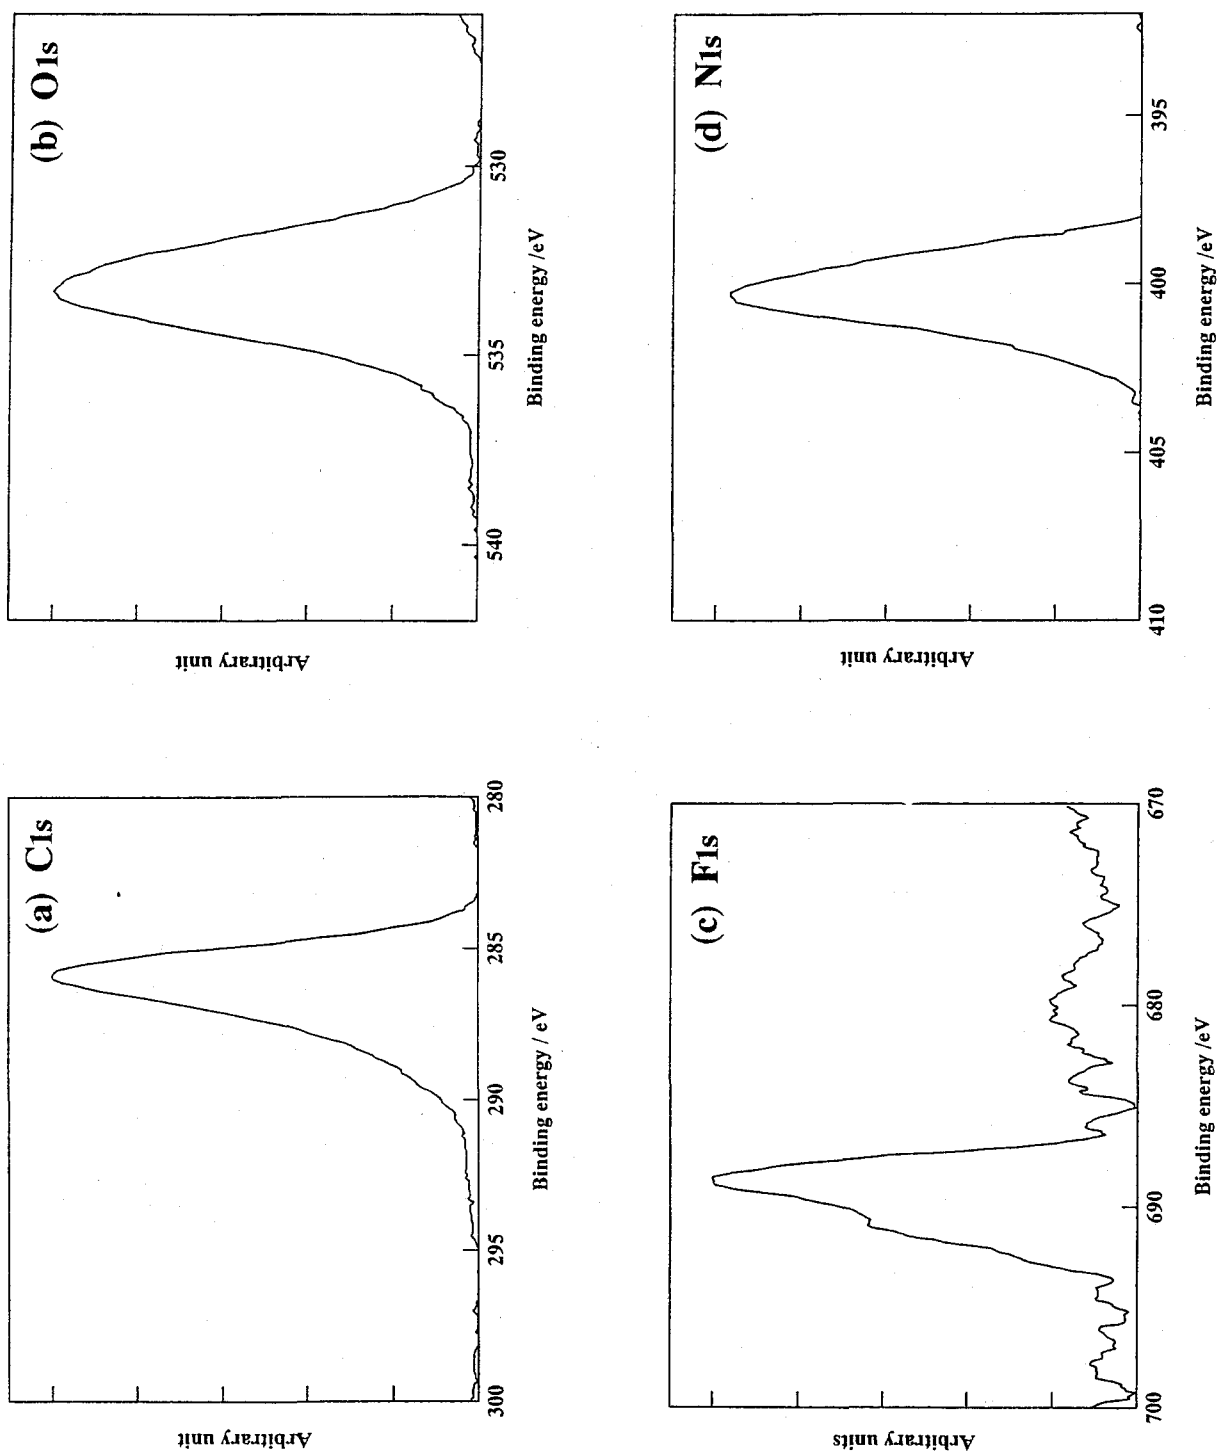 (a) C1s
Arbitrary unit
300
295
290
285
280
Binding energy / eV
(b) O1s
Arbitrary unit
540
535
530
Binding energy /eV
(c) F1s
Arbitrary units
700
690
680
670
Binding energy /eV
(d) N1s
Arbitrary unit
410
405
400
395
Binding energy /eV